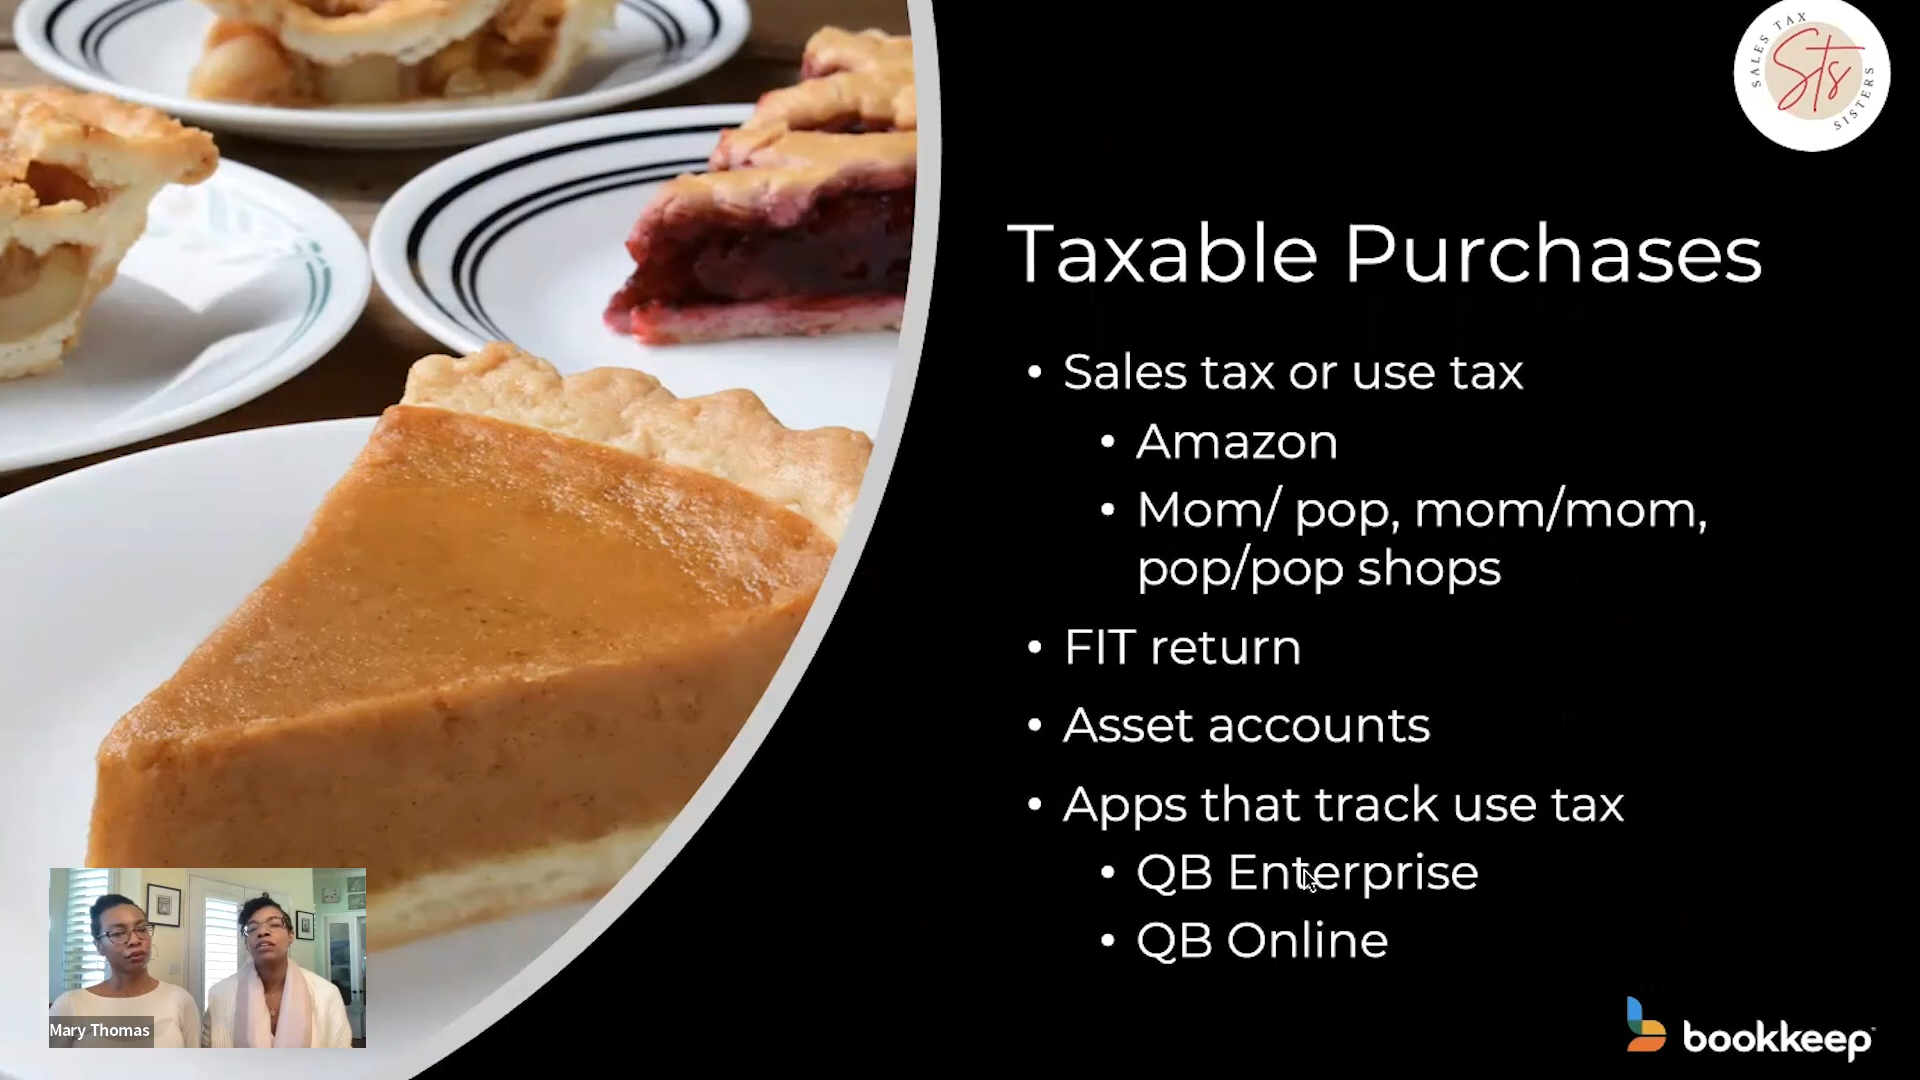 SALES TAX
Sts
SISTERS
Taxable Purchases
• Sales tax or use tax
• Amazon
• Mom/ pop, mom/mom,
pop/pop shops
• FIT return
• Asset accounts
• Apps that track use tax
• QB Enterprise
• QB Online
Mary Thomas
bookkeep